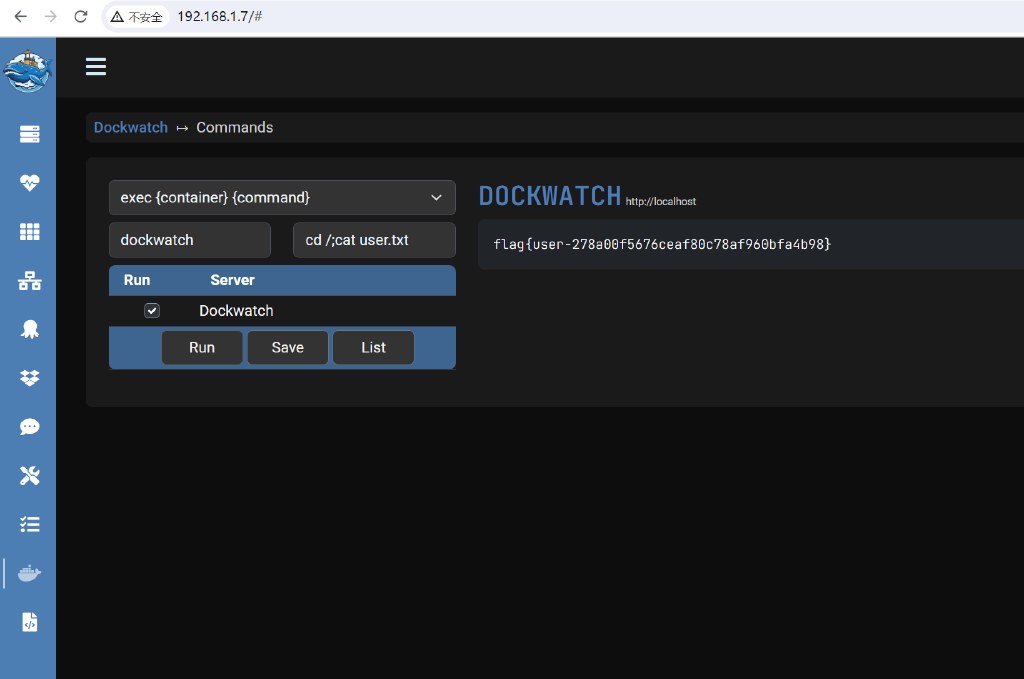 不安全 192.168.1.7/#
Dockwatch ↦ Commands
exec {container} {command}
dockwatch cd /;cat user.txt
Run Server
Dockwatch
Run Save List
DOCKWATCH http://localhost
flag{user-278a00f5676ceaf80c78af960bfa4b98}